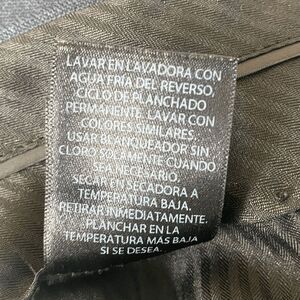 LAVAR EN LAVADORA CON
AGUA FRÍA DEL REVERSO,
CICLO DE PLANCHADO
PERMANENTE. LAVAR CON
COLORES SIMILARES.
USAR BLANQUEADOR SIN
CLORO SOLAMENTE CUANDO
SEA NECESARIO.
SECAR EN SECADORA A
TEMPERATURA BAJA.
RETIRAR INMEDIATAMENTE.
PLANCHAR EN LA
TEMPERATURA MÁS BAJA
SI SE DESEA.